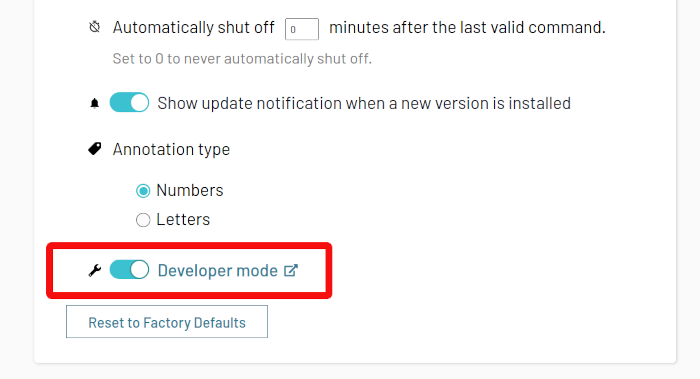 Automatically shut off 0 minutes after the last valid command.
Set to 0 to never automatically shut off.
Show update notification when a new version is installed
Annotation type
Numbers
Letters
Developer mode
Reset to Factory Defaults